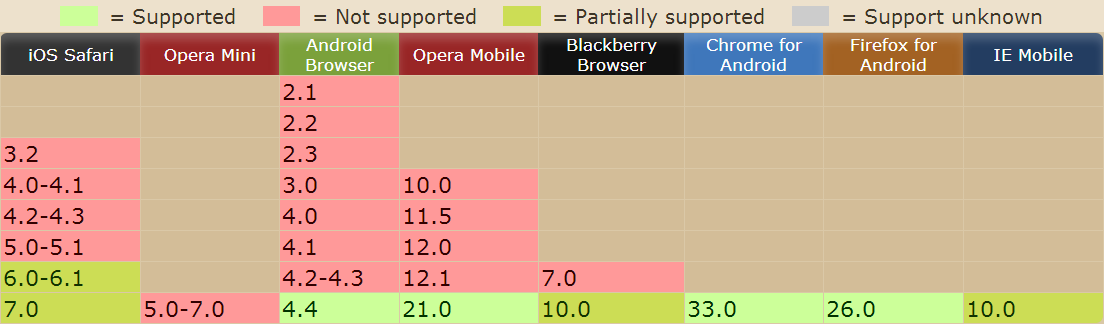 = Supported = Not supported = Partially supported = Support unknown
iOS Safari Opera Mini Android Browser Opera Mobile Blackberry Browser Chrome for Android Firefox for Android IE Mobile
2.1
2.2
3.2 2.3
4.0-4.1 3.0 10.0
4.2-4.3 4.0 11.5
5.0-5.1 4.1 12.0
6.0-6.1 4.2-4.3 12.1 7.0
7.0 5.0-7.0 4.4 21.0 10.0 33.0 26.0 10.0